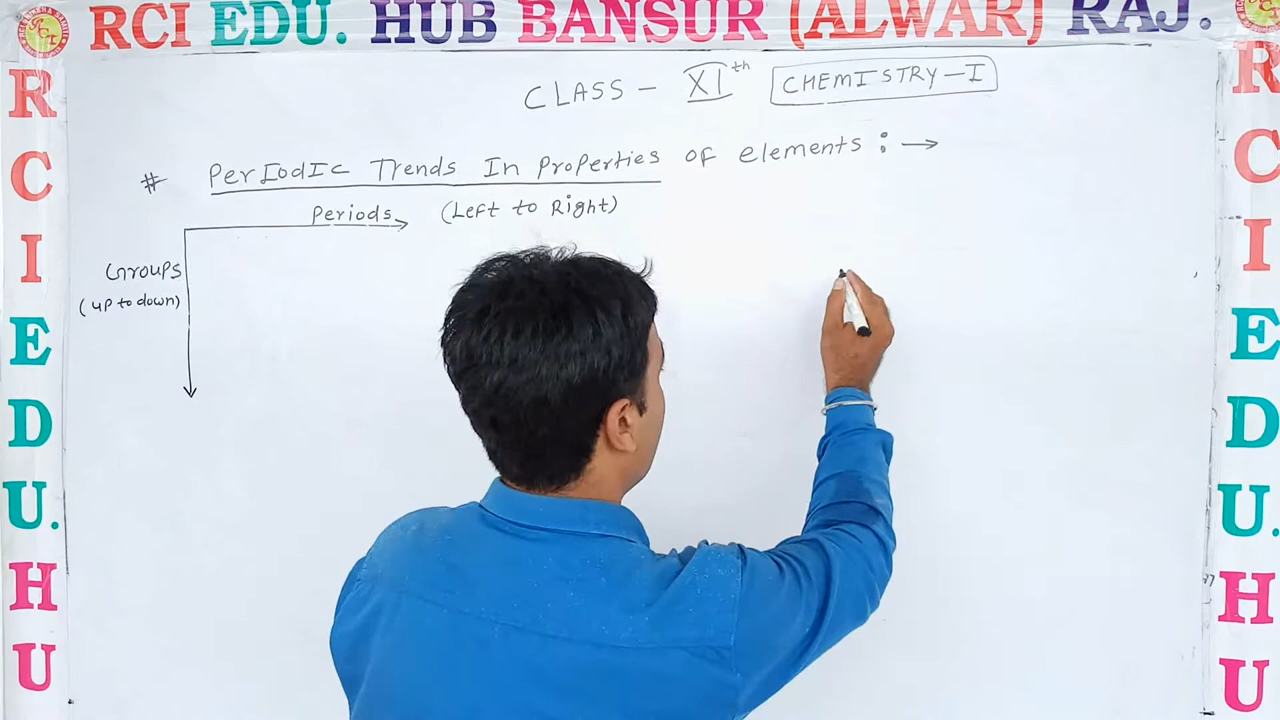 RCI EDU. HUB BANSUR (ALWAR) RAJ.
CLASS - XIth CHEMISTRY-I
# PerIodIc Trends In Properties of elements : →
Periods (Left to Right)
Groups
(up to down)
R
C
I
E
D
U.
H
U
R
C
I
E
D
U.
H
U